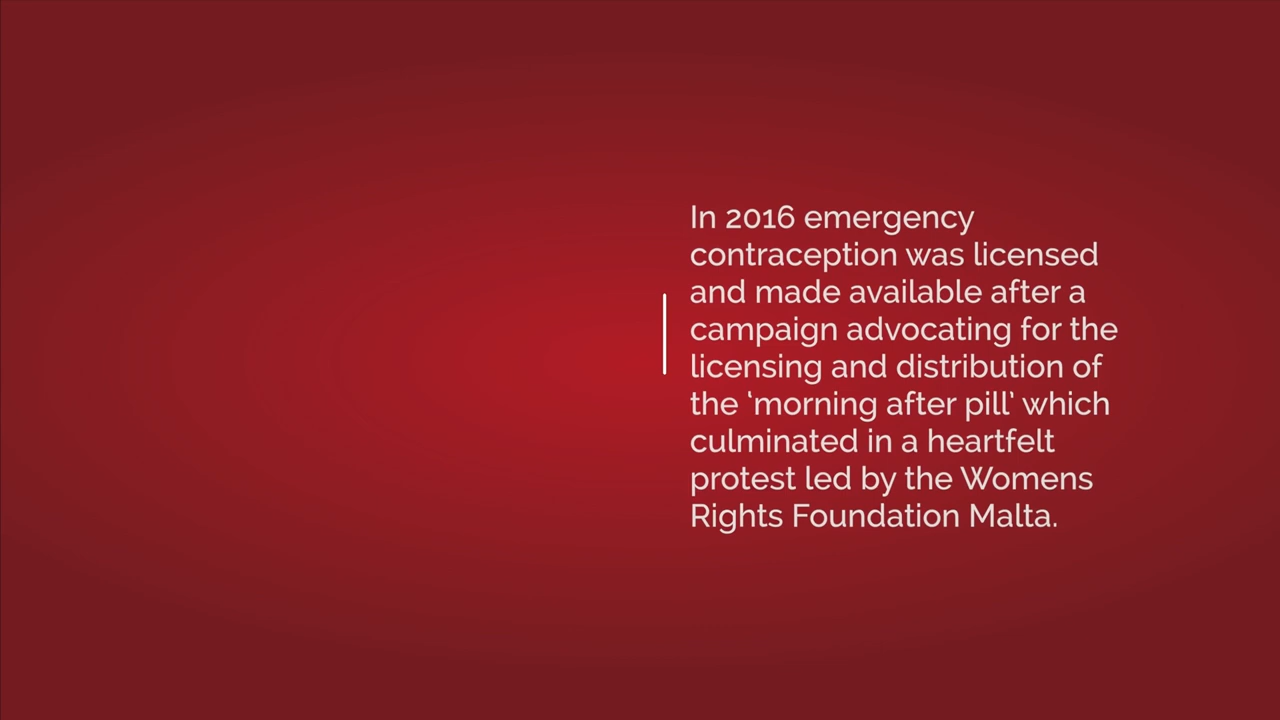 In 2016 emergency
contraception was licensed
and made available after a
campaign advocating for the
licensing and distribution of
the ‘morning after pill’ which
culminated in a heartfelt
protest led by the Womens
Rights Foundation Malta.